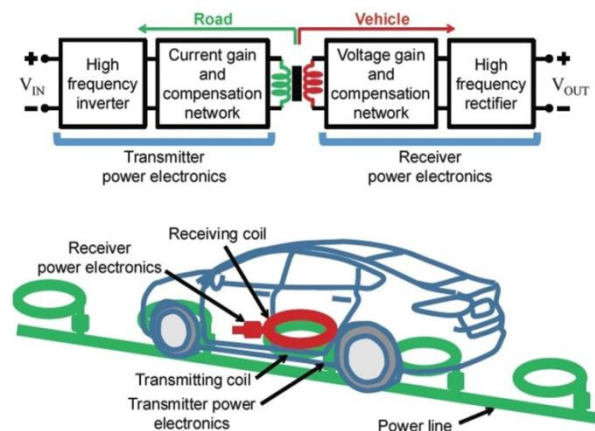 Road
Vehicle
+
V_IN
−
High
frequency
inverter
Current gain
and
compensation
network
Voltage gain
and
compensation
network
High
frequency
rectifier
+
V_OUT
−
Transmitter
power electronics
Receiver
power electronics
Receiving coil
Receiver
power electronics
Transmitting coil
Transmitter power
electronics
Power line